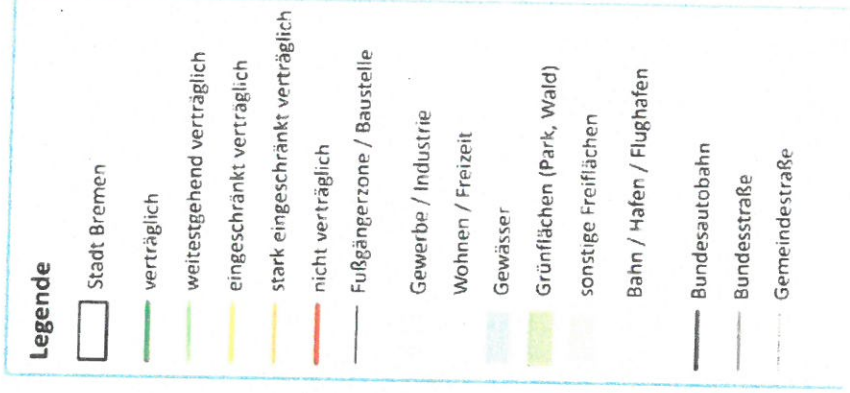 Legende
Stadt Bremen
verträglich
weitestgehend verträglich
eingeschränkt verträglich
stark eingeschränkt verträglich
nicht verträglich
Fußgängerzone / Baustelle
Gewerbe / Industrie
Wohnen / Freizeit
Gewässer
Grünflächen (Park, Wald)
sonstige Freiflächen
Bahn / Hafen / Flughafen
Bundesautobahn
Bundesstraße
Gemeindestraße